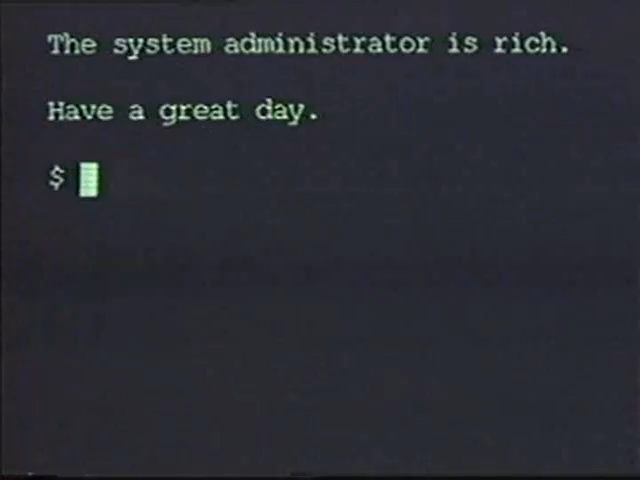 The system administrator is rich.
Have a great day.
$